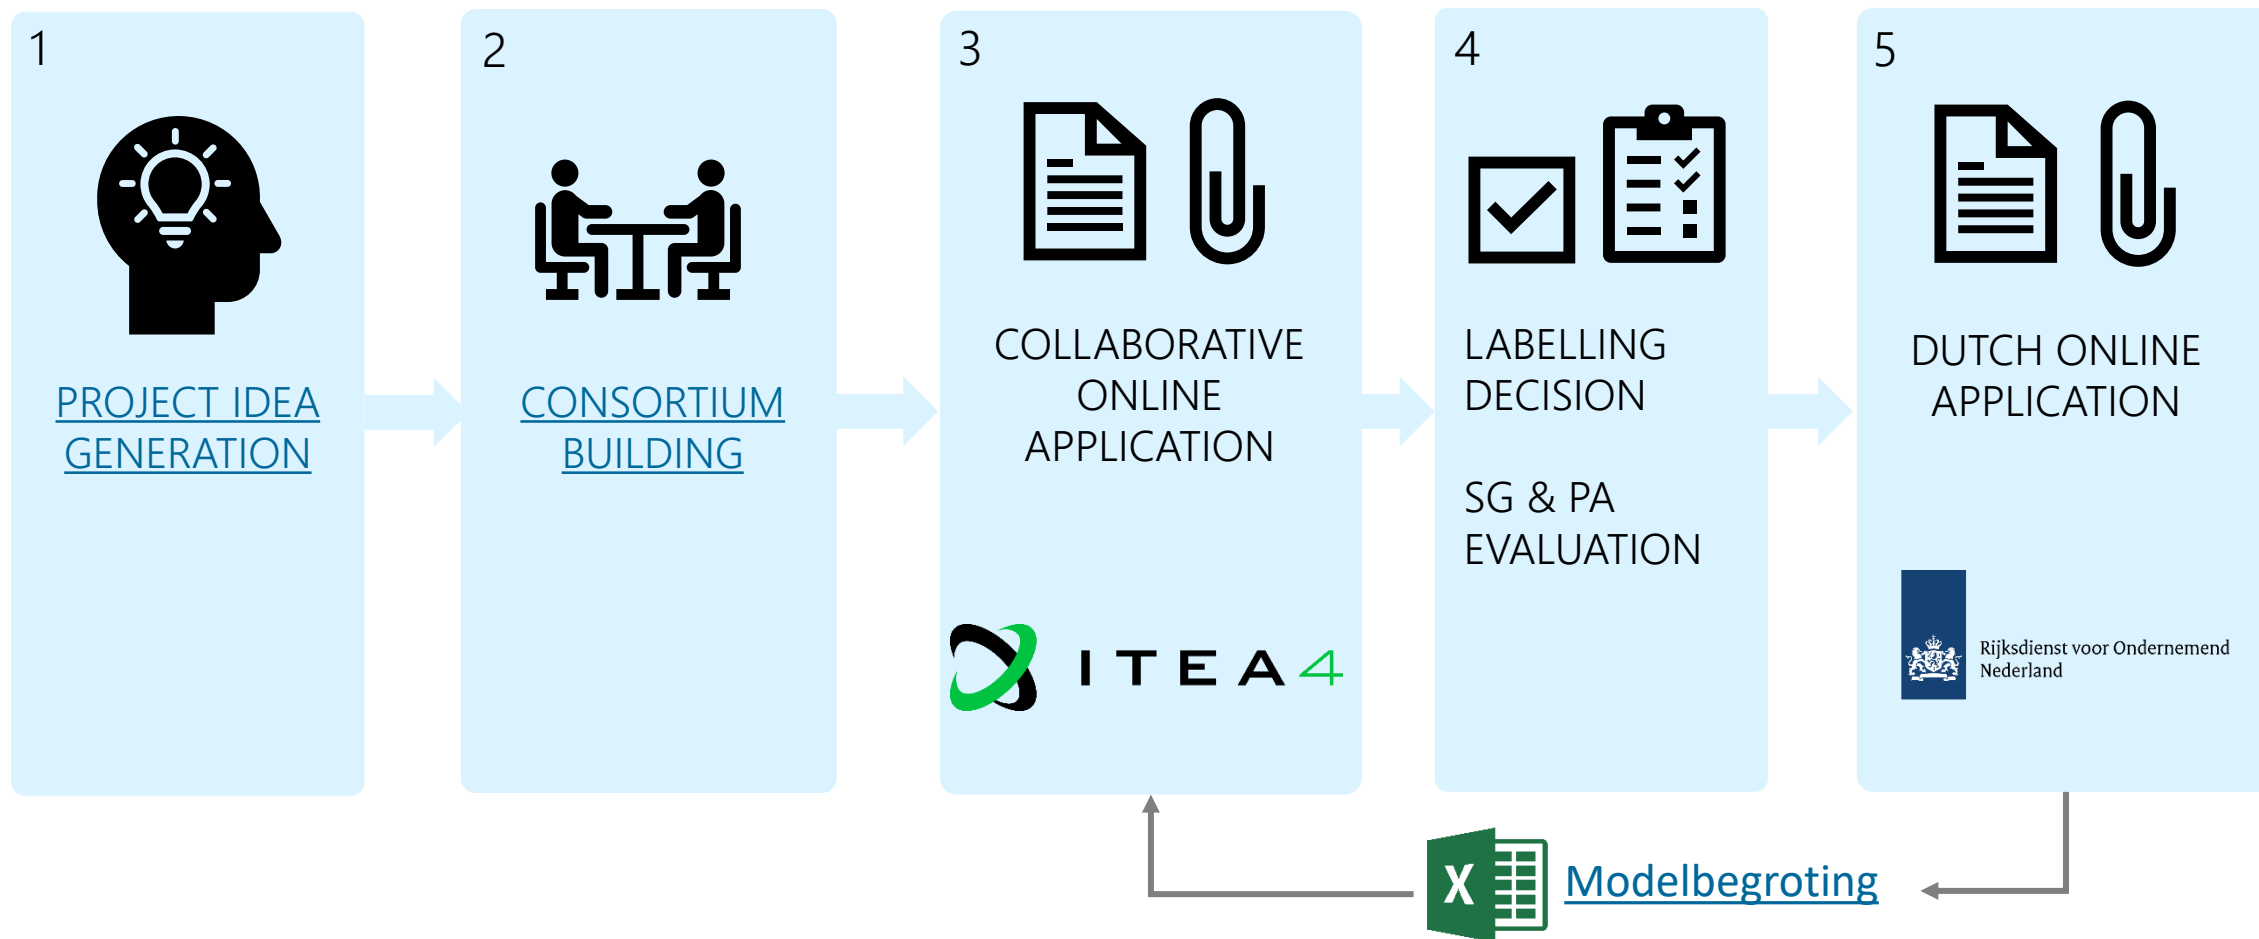 1
PROJECT IDEA
GENERATION
2
CONSORTIUM
BUILDING
3
COLLABORATIVE
ONLINE
APPLICATION
ITEA4
4
LABELLING
DECISION
SG & PA
EVALUATION
5
DUTCH ONLINE
APPLICATION
Rijksdienst voor Ondernemend
Nederland
X
Modelbegroting